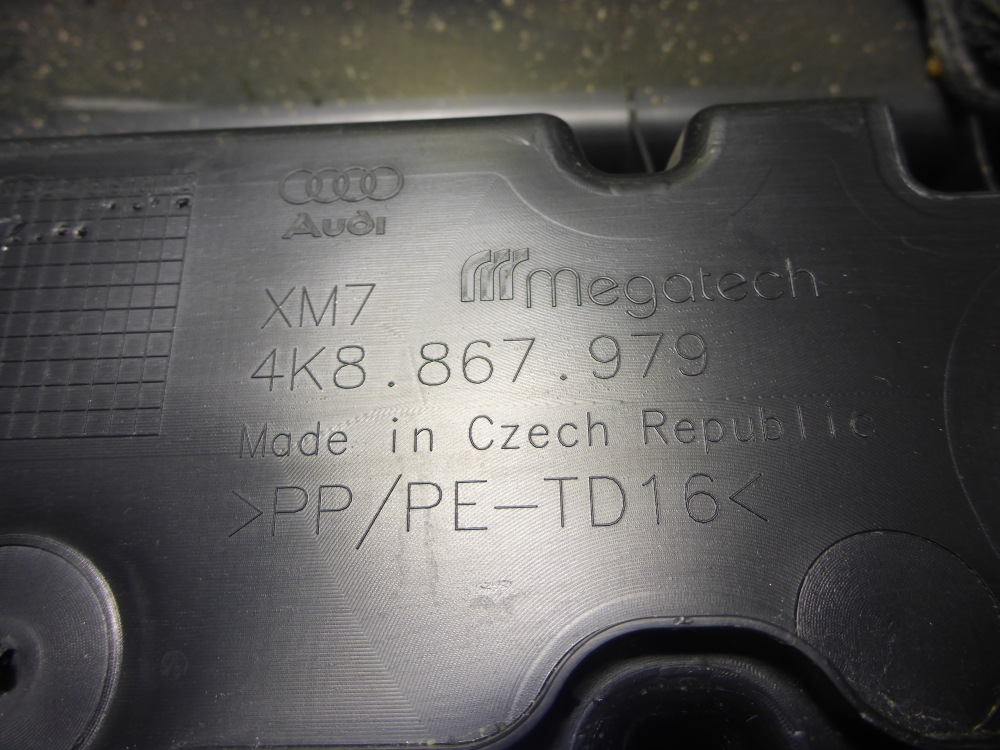 Audi
megatech
XM7
4K8.867.979
Made in Czech Republic
>PP/PE-TD16<